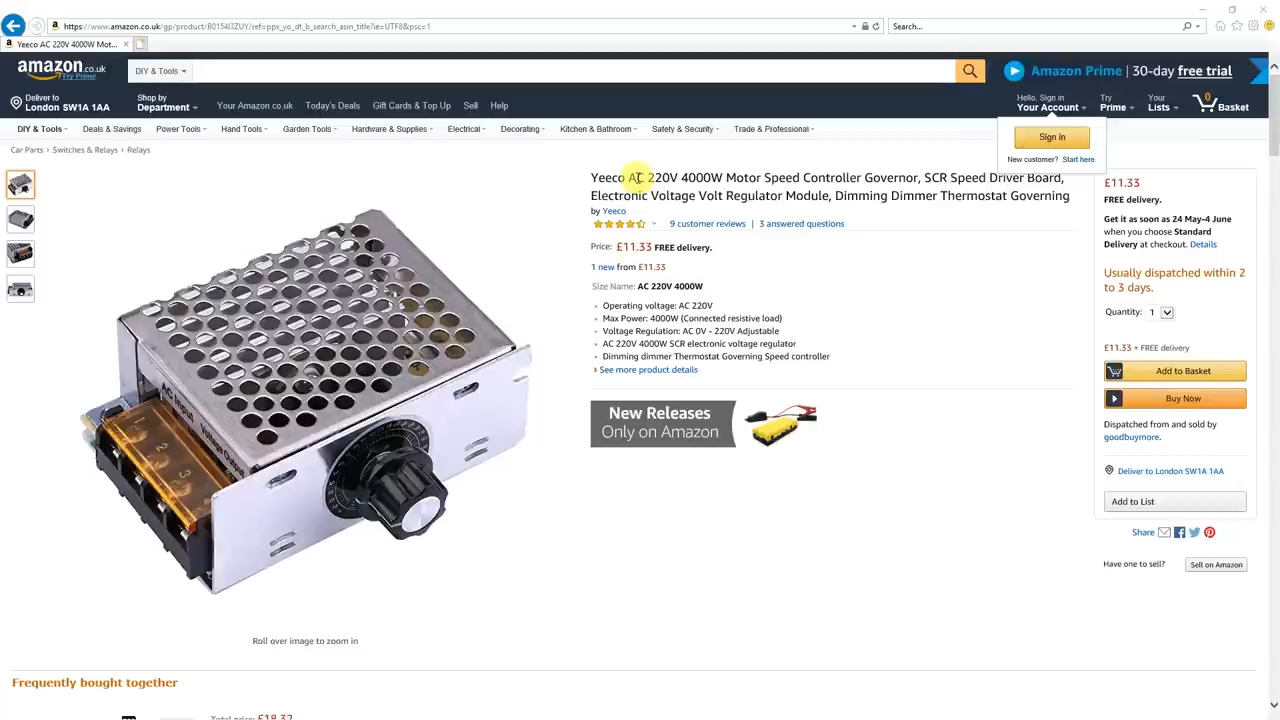 https://www.amazon.co.uk/gp/product/B0154I3ZUY/ref=ppx_yo_dt_b_search_asin_title?ie=UTF8&psc=1
Search...
Yeeco AC 220V 4000W Mot...
amazon.co.uk
Try Prime
DIY & Tools
Amazon Prime | 30-day free trial
Deliver to
London SW1A 1AA
Shop by
Department
Your Amazon.co.uk
Today's Deals
Gift Cards & Top Up
Sell
Help
Hello, Sign in
Your Account
Try
Prime
Your
Lists
0
Basket
DIY & Tools
Deals & Savings
Power Tools
Hand Tools
Garden Tools
Hardware & Supplies
Electrical
Decorating
Kitchen & Bathroom
Safety & Security
Trade & Professional
Sign in
New customer? Start here.
Car Parts › Switches & Relays › Relays
Yeeco AC 220V 4000W Motor Speed Controller Governor, SCR Speed Driver Board,
Electronic Voltage Volt Regulator Module, Dimming Dimmer Thermostat Governing
by Yeeco
9 customer reviews | 3 answered questions
Price: £11.33 FREE delivery.
1 new from £11.33
Size Name: AC 220V 4000W
Operating voltage: AC 220V
Max Power: 4000W (Connected resistive load)
Voltage Regulation: AC 0V - 220V Adjustable
AC 220V 4000W SCR electronic voltage regulator
Dimming dimmer Thermostat Governing Speed controller
› See more product details
New Releases
Only on Amazon
£11.33
FREE delivery.
Get it as soon as 24 May-4 June
when you choose Standard
Delivery at checkout. Details
Usually dispatched within 2
to 3 days.
Quantity: 1
£11.33 + FREE delivery
Add to Basket
Buy Now
Dispatched from and sold by
goodbuymore.
Deliver to London SW1A 1AA
Add to List
Share
Have one to sell?
Sell on Amazon
AC Input
Voltage Output
1
2
3
Roll over image to zoom in
Frequently bought together
Total price: £18.32